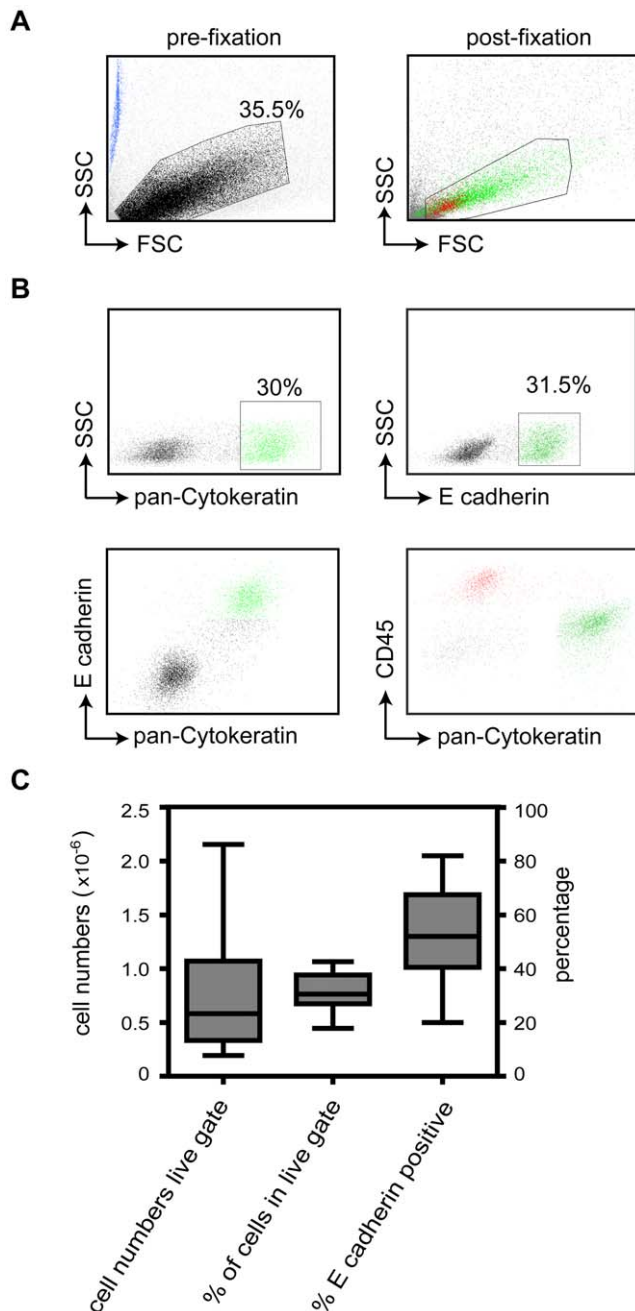 A
pre-fixation
post-fixation
35.5%
SSC
FSC
SSC
FSC
B
30%
31.5%
SSC
pan-Cytokeratin
SSC
E cadherin
E cadherin
pan-Cytokeratin
CD45
pan-Cytokeratin
C
cell numbers (x10-6)
2.5
2.0
1.5
1.0
0.5
0
100
80
60
40
20
0
percentage
cell numbers live gate
% of cells in live gate
% E cadherin positive